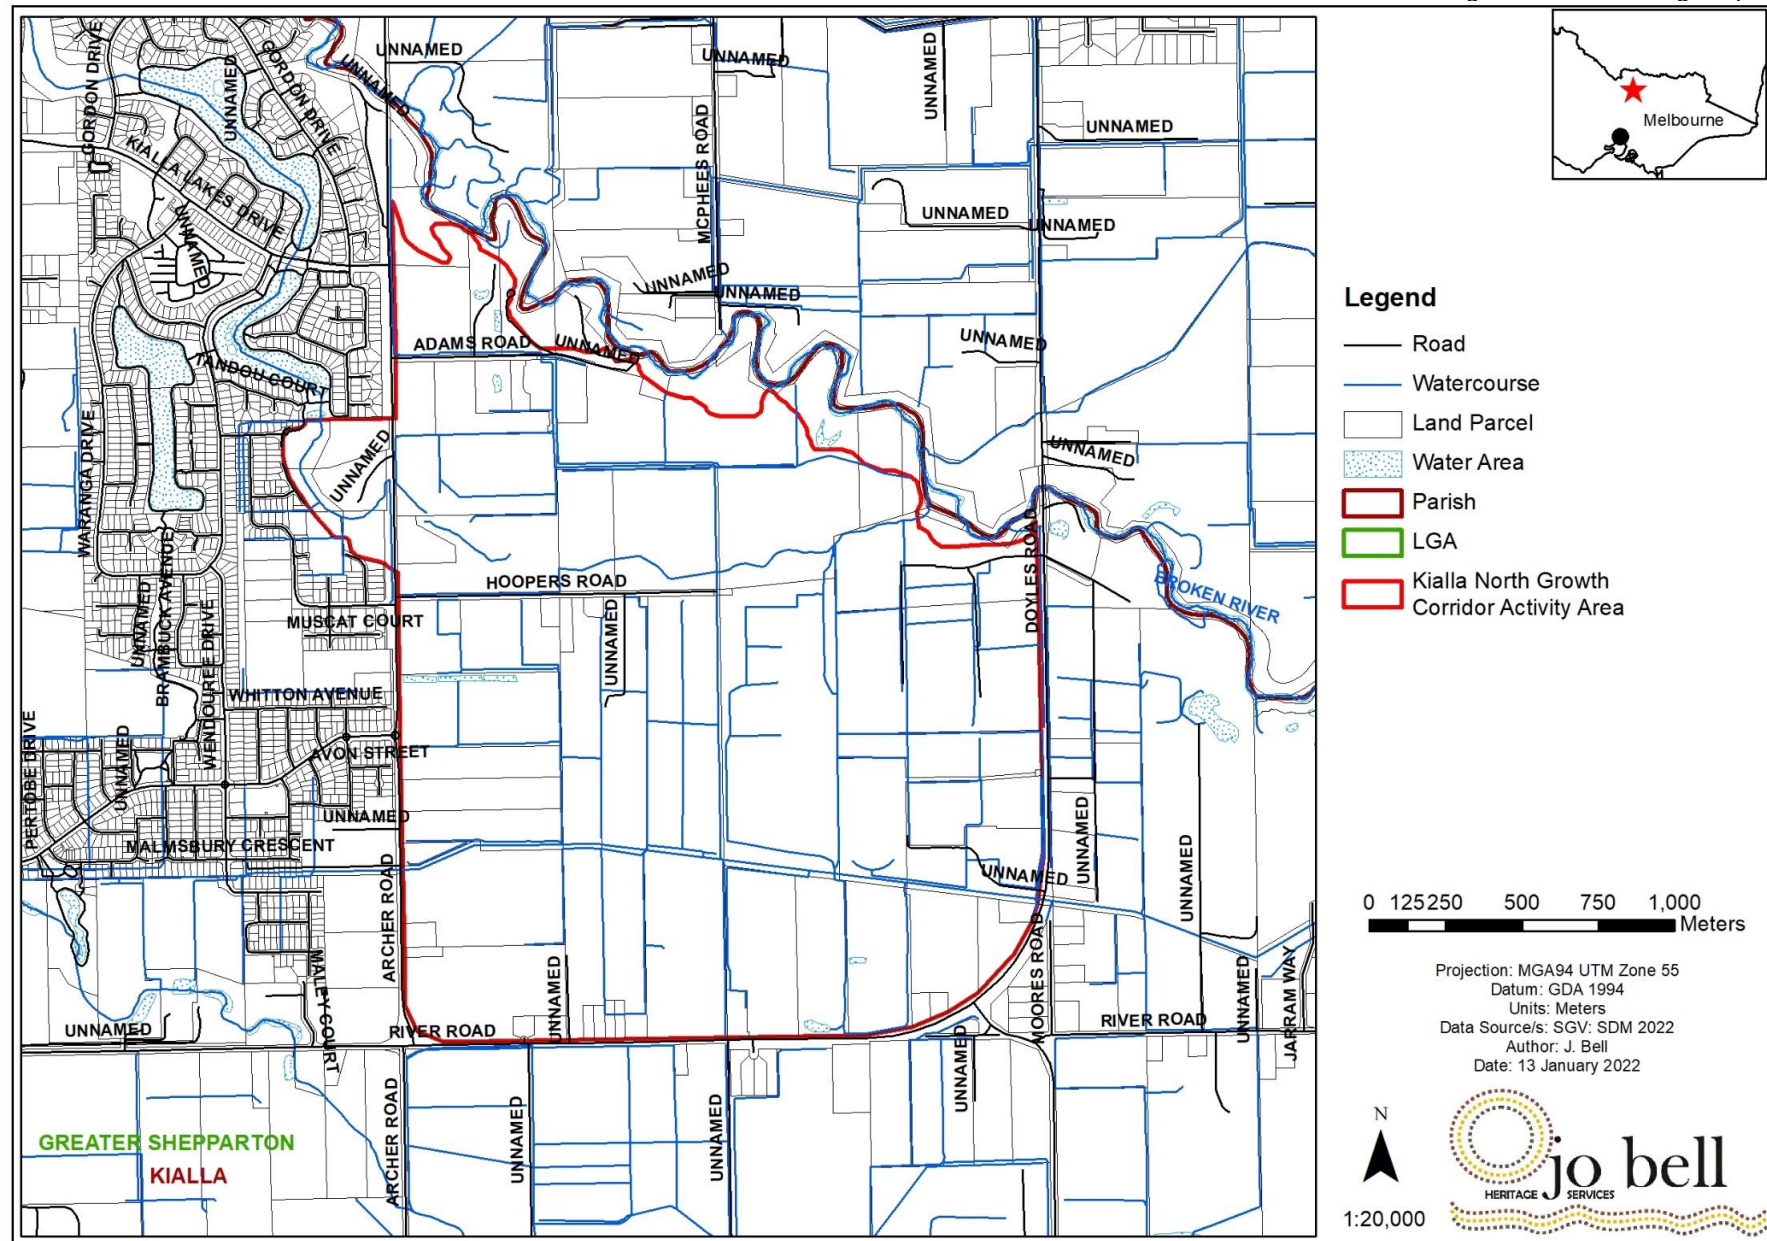 UNNAMED
GORDON DRIVE
UNNAMED
GORDON DRIVE
UNNAMED
UNNAMED
UNNAMED
UNNAMED
Melbourne
KIALLA LAKES DRIVE
UNNAMED
MCPHEES ROAD
UNNAMED
UNNAMED
UNNAMED
UNNAMED
UNNAMED
ADAMS ROAD
UNNAMED
UNNAMED
TANDOU COURT
WARANGA DRIVE
UNNAMED
UNNAMED
DOYLES ROAD
BROKEN RIVER
HOOPERS ROAD
UNNAMED
BRAMBUCK AVENUE
WENDOUREE DRIVE
MUSCAT COURT
UNNAMED
WHITTON AVENUE
PERTOBE DRIVE
UNNAMED
AVON STREET
UNNAMED
MALMSBURY CRESCENT
UNNAMED
UNNAMED
UNNAMED
ARCHER ROAD
MALEY COURT
UNNAMED
MOORES ROAD
UNNAMED
JARRAM WAY
UNNAMED
RIVER ROAD
RIVER ROAD
ARCHER ROAD
UNNAMED
UNNAMED
UNNAMED
GREATER SHEPPARTON
KIALLA
Legend
Road
Watercourse
Land Parcel
Water Area
Parish
LGA
Kialla North Growth
Corridor Activity Area
0 125 250 500 750 1,000
Meters
Projection: MGA94 UTM Zone 55
Datum: GDA 1994
Units: Meters
Data Source/s: SGV: SDM 2022
Author: J. Bell
Date: 13 January 2022
N
1:20,000
jo bell
HERITAGE SERVICES